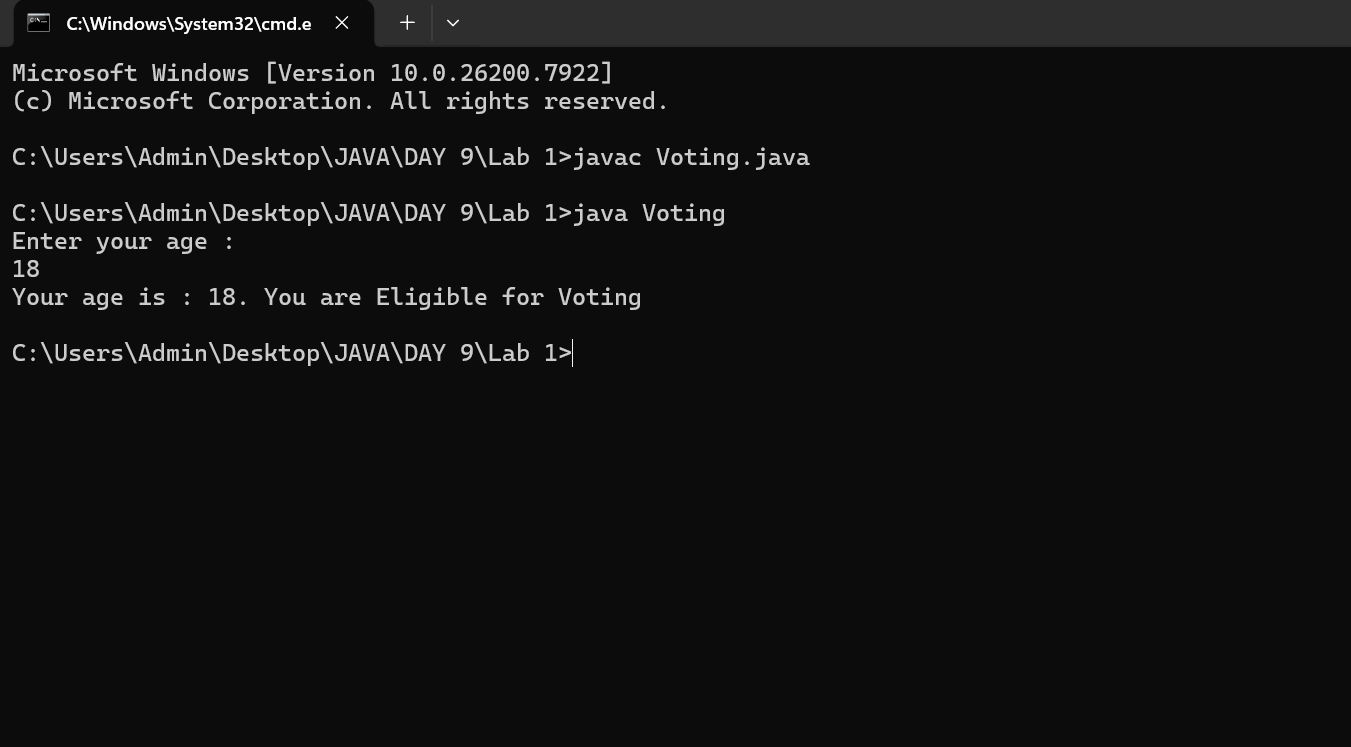 C:\Windows\System32\cmd.e
Microsoft Windows [Version 10.0.26200.7922]
(c) Microsoft Corporation. All rights reserved.
C:\Users\Admin\Desktop\JAVA\DAY 9\Lab 1>javac Voting.java
C:\Users\Admin\Desktop\JAVA\DAY 9\Lab 1>java Voting
Enter your age :
18
Your age is : 18. You are Eligible for Voting
C:\Users\Admin\Desktop\JAVA\DAY 9\Lab 1>